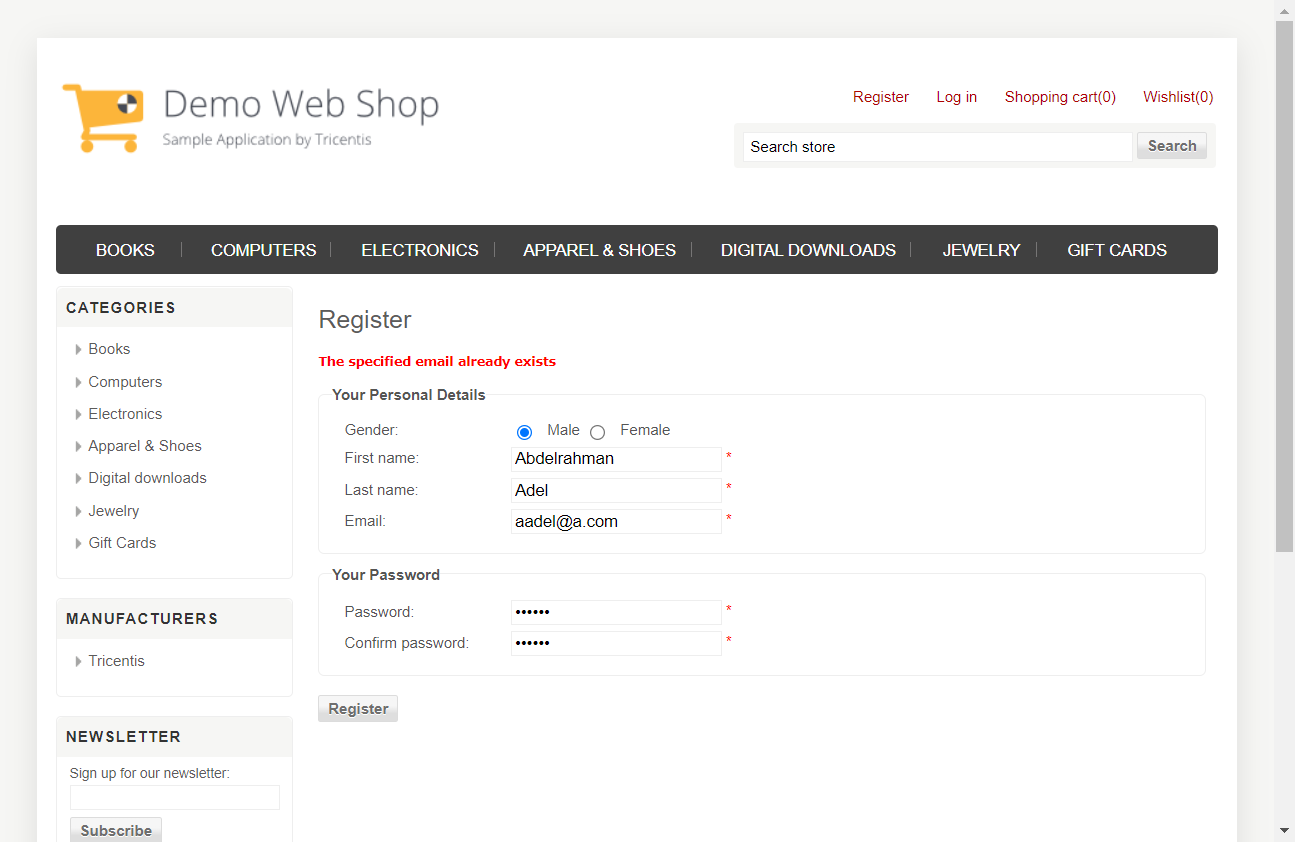 Demo Web Shop
Sample Application by Tricentis
Register Log in Shopping cart(0) Wishlist(0)
Search store Search
BOOKS COMPUTERS ELECTRONICS APPAREL & SHOES DIGITAL DOWNLOADS JEWELRY GIFT CARDS
CATEGORIES
Books
Computers
Electronics
Apparel & Shoes
Digital downloads
Jewelry
Gift Cards
MANUFACTURERS
Tricentis
NEWSLETTER
Sign up for our newsletter:
Subscribe
Register
The specified email already exists
Your Personal Details
Gender: Male Female
First name: Abdelrahman *
Last name: Adel *
Email: aadel@a.com *
Your Password
Password: •••••• *
Confirm password: •••••• *
Register